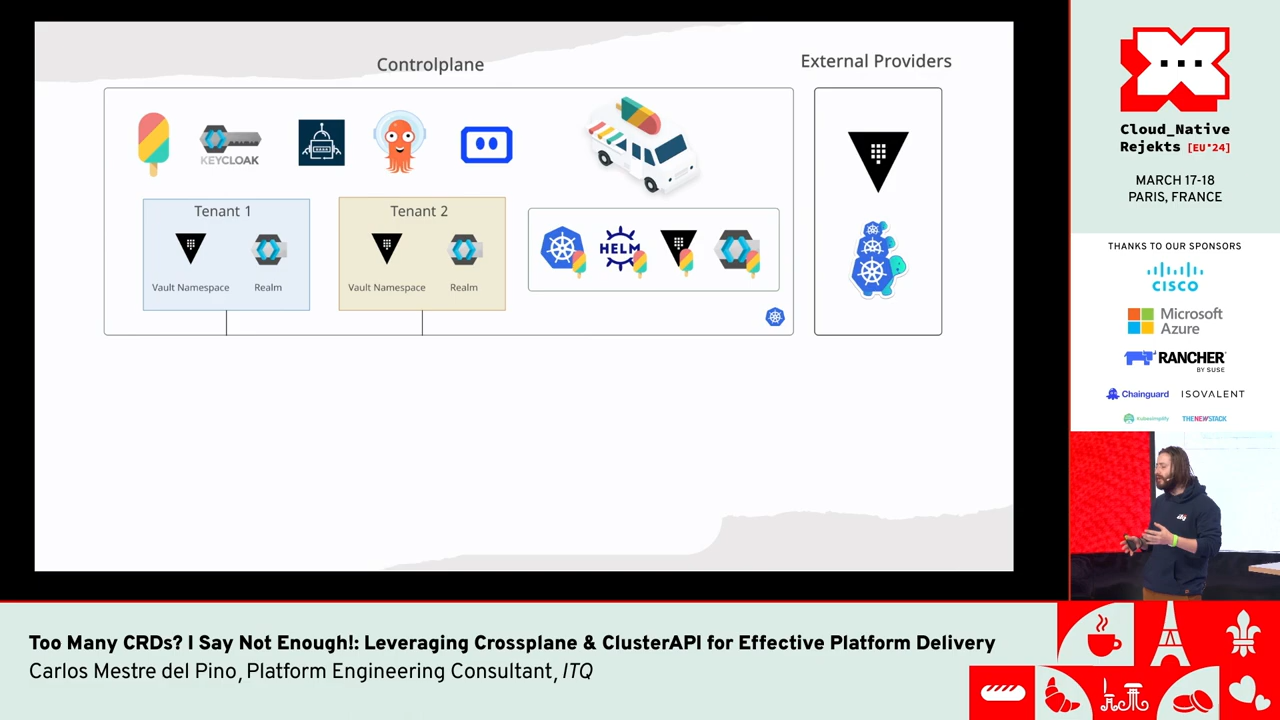 Controlplane
External Providers
KEYCLOAK
Tenant 1
Vault Namespace
Realm
Tenant 2
Vault Namespace
Realm
HELM
Cloud_Native
Rejekts [EU*24]
MARCH 17-18
PARIS, FRANCE
THANKS TO OUR SPONSORS
CISCO
Microsoft
Azure
RANCHER
BY SUSE
Chainguard
ISOVALENT
kubesimplify
THENEWSTACK
Too Many CRDs? I Say Not Enough!: Leveraging Crossplane & ClusterAPI for Effective Platform Delivery
Carlos Mestre del Pino, Platform Engineering Consultant, ITQ